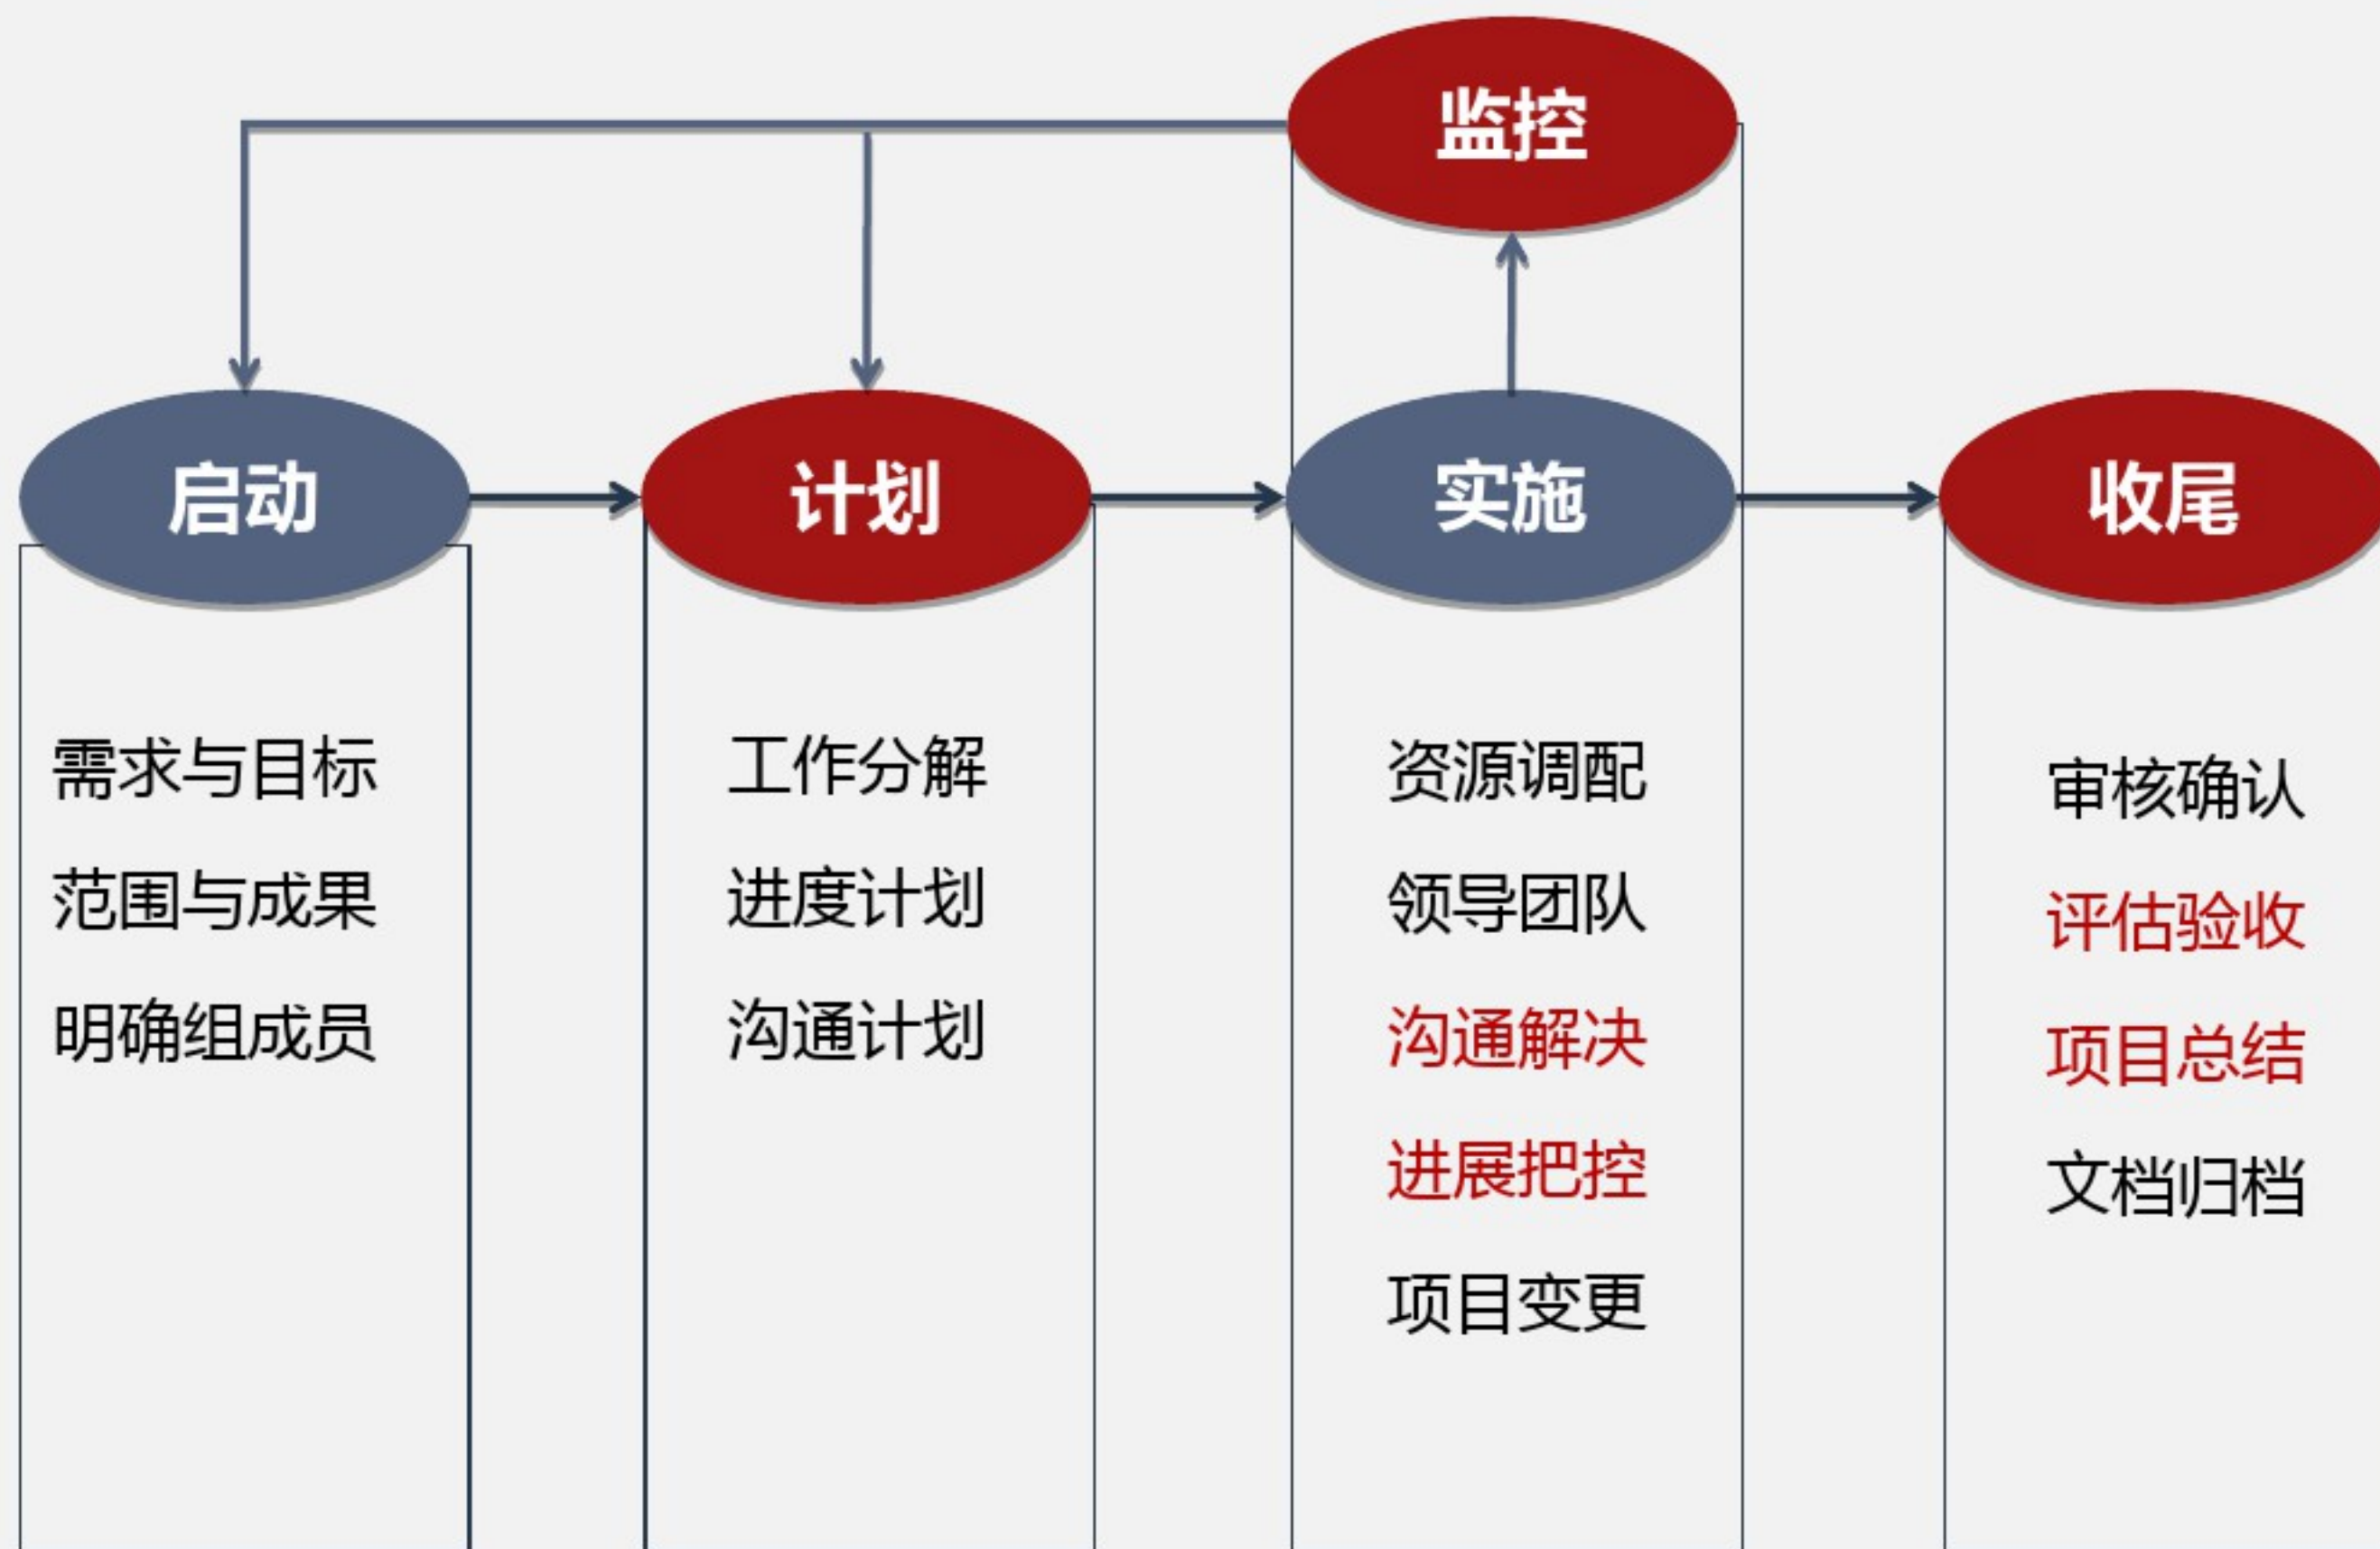 监控
启动
计划
实施
收尾
需求与目标
范围与成果
明确组成员
工作分解
进度计划
沟通计划
资源调配
领导团队
沟通解决
进展把控
项目变更
审核确认
评估验收
项目总结
文档归档